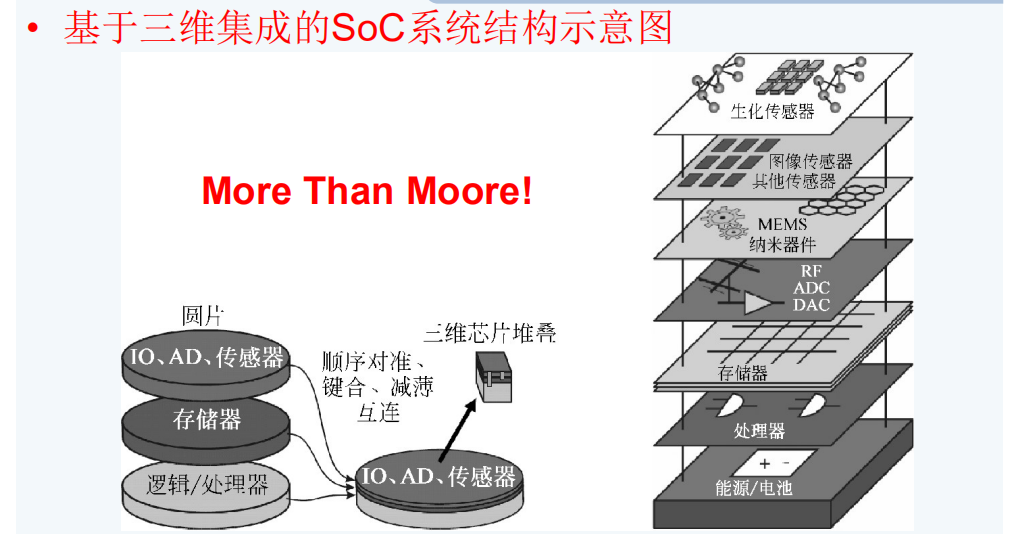 • 基于三维集成的SoC系统结构示意图
More Than Moore!
圆片
IO、AD、传感器
存储器
逻辑/处理器
顺序对准、
键合、减薄
互连
三维芯片堆叠
IO、AD、传感器
生化传感器
图像传感器
其他传感器
MEMS
纳米器件
RF
ADC
DAC
存储器
处理器
+ -
能源/电池